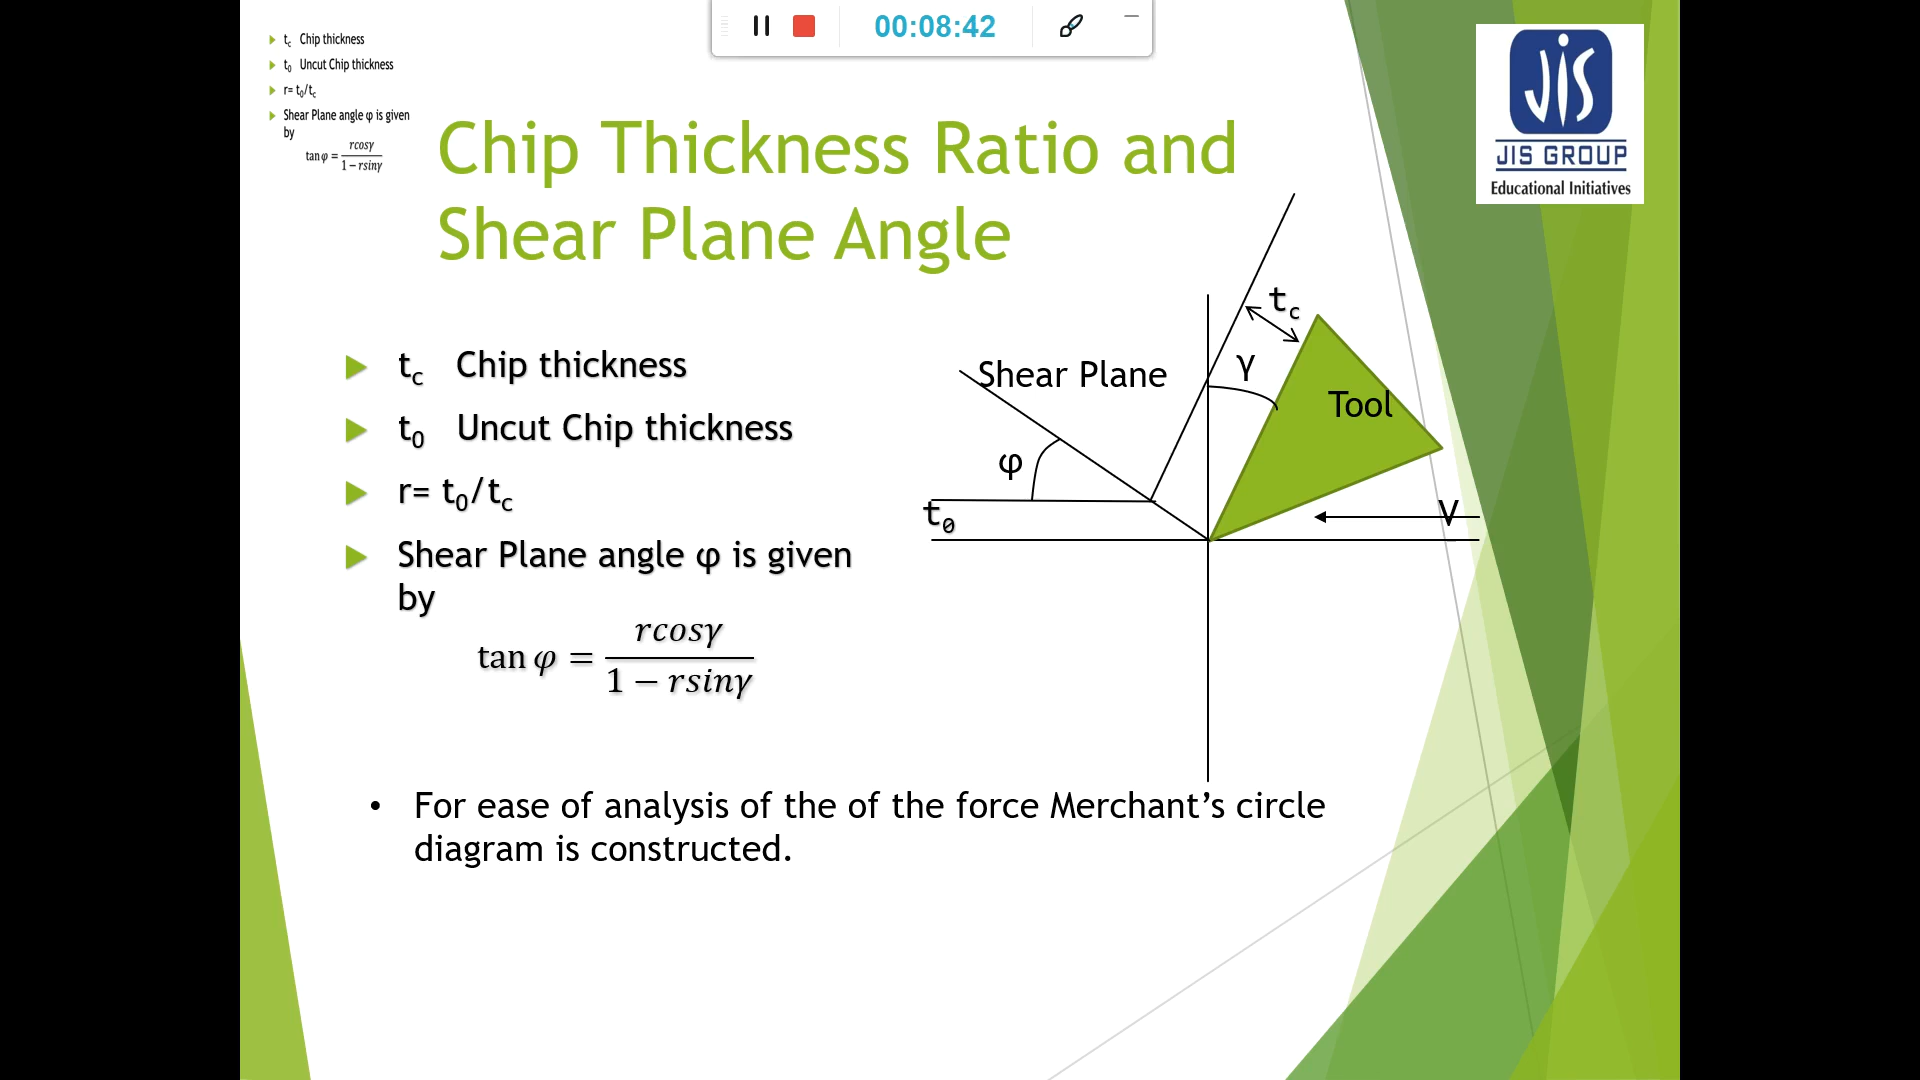 t_c Chip thickness
t_0 Uncut Chip thickness
r= t_0/t_c
Shear Plane angle φ is given
by
tan φ = rcosγ / 1 − rsinγ
00:08:42
JIS
JIS GROUP
Educational Initiatives
Chip Thickness Ratio and
Shear Plane Angle
t_c Chip thickness
t_0 Uncut Chip thickness
r= t_0/t_c
Shear Plane angle φ is given
by
tan φ = rcosγ / 1 − rsinγ
t_c
Shear Plane
γ
Tool
φ
t_0
V
• For ease of analysis of the of the force Merchant’s circle
diagram is constructed.